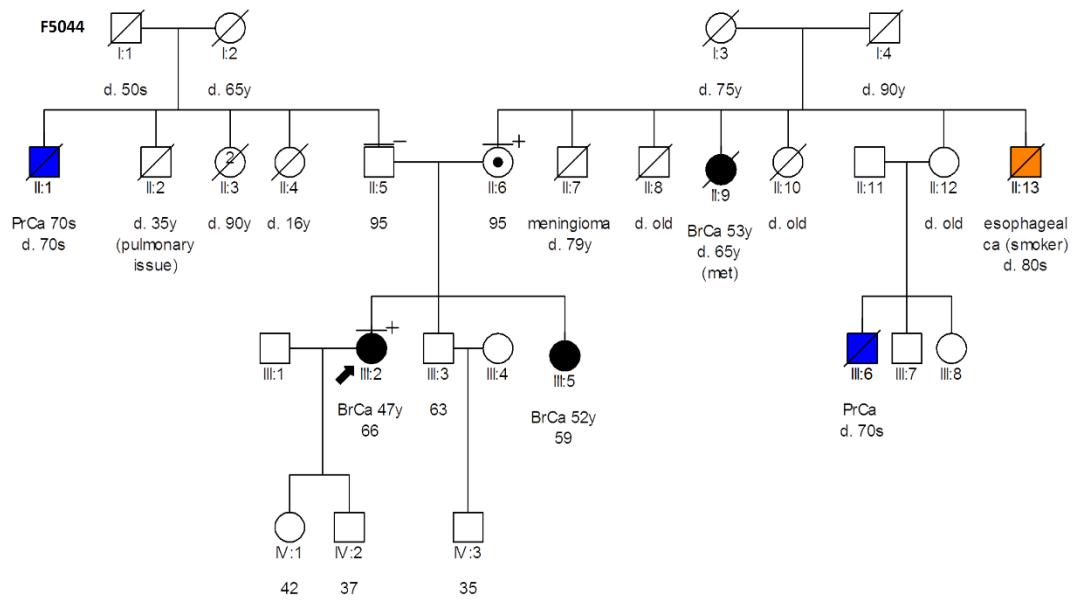 F5044
I:1
I:2
I:3
I:4
d. 50s
d. 65y
d. 75y
d. 90y
−
+
2
II:1
II:2
II:3
II:4
II:5
II:6
II:7
II:8
II:9
II:10
II:11
II:12
II:13
PrCa 70s
d. 70s
d. 35y
(pulmonary
issue)
d. 90y
d. 16y
95
95
meningioma
d. 79y
d. old
BrCa 53y
d. 65y
(met)
d. old
d. old
esophageal
ca (smoker)
d. 80s
+
III:1
III:2
III:3
III:4
III:5
III:6
III:7
III:8
BrCa 47y
66
63
BrCa 52y
59
PrCa
d. 70s
IV:1
IV:2
IV:3
42
37
35